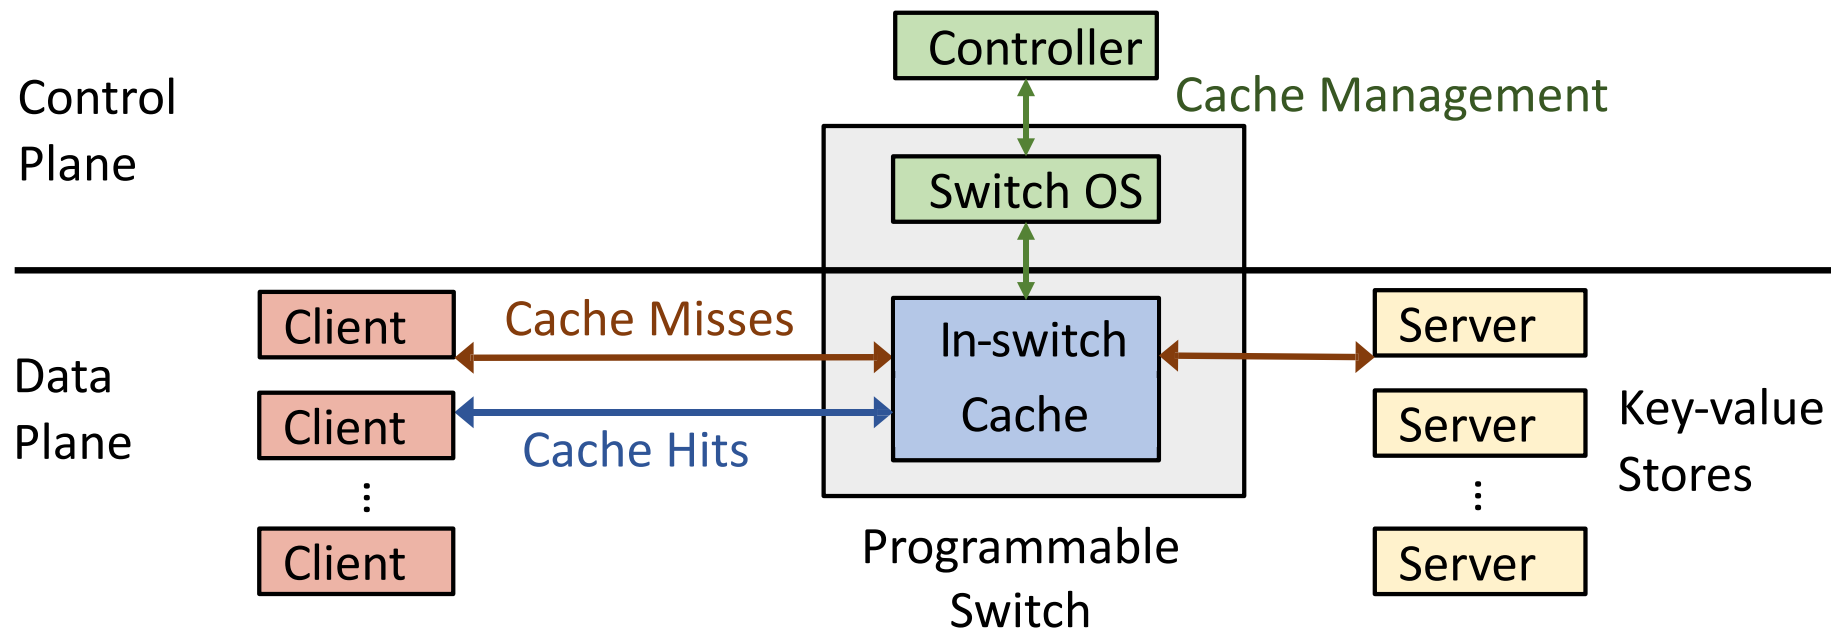 Controller
Control
Plane
Cache Management
Switch OS
Client
Cache Misses
In-switch
Cache
Server
Data
Plane
Client
Cache Hits
Server
Key-value
Stores
...
...
Client
Programmable
Switch
Server